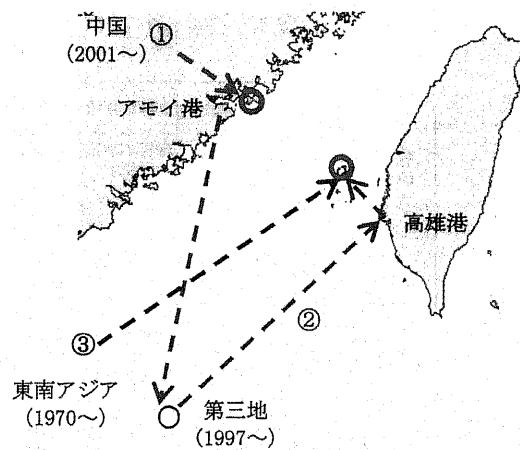 中国
(2001~)
①
アモイ港
高雄港
②
③
東南アジア
(1970~)
第三地
(1997~)